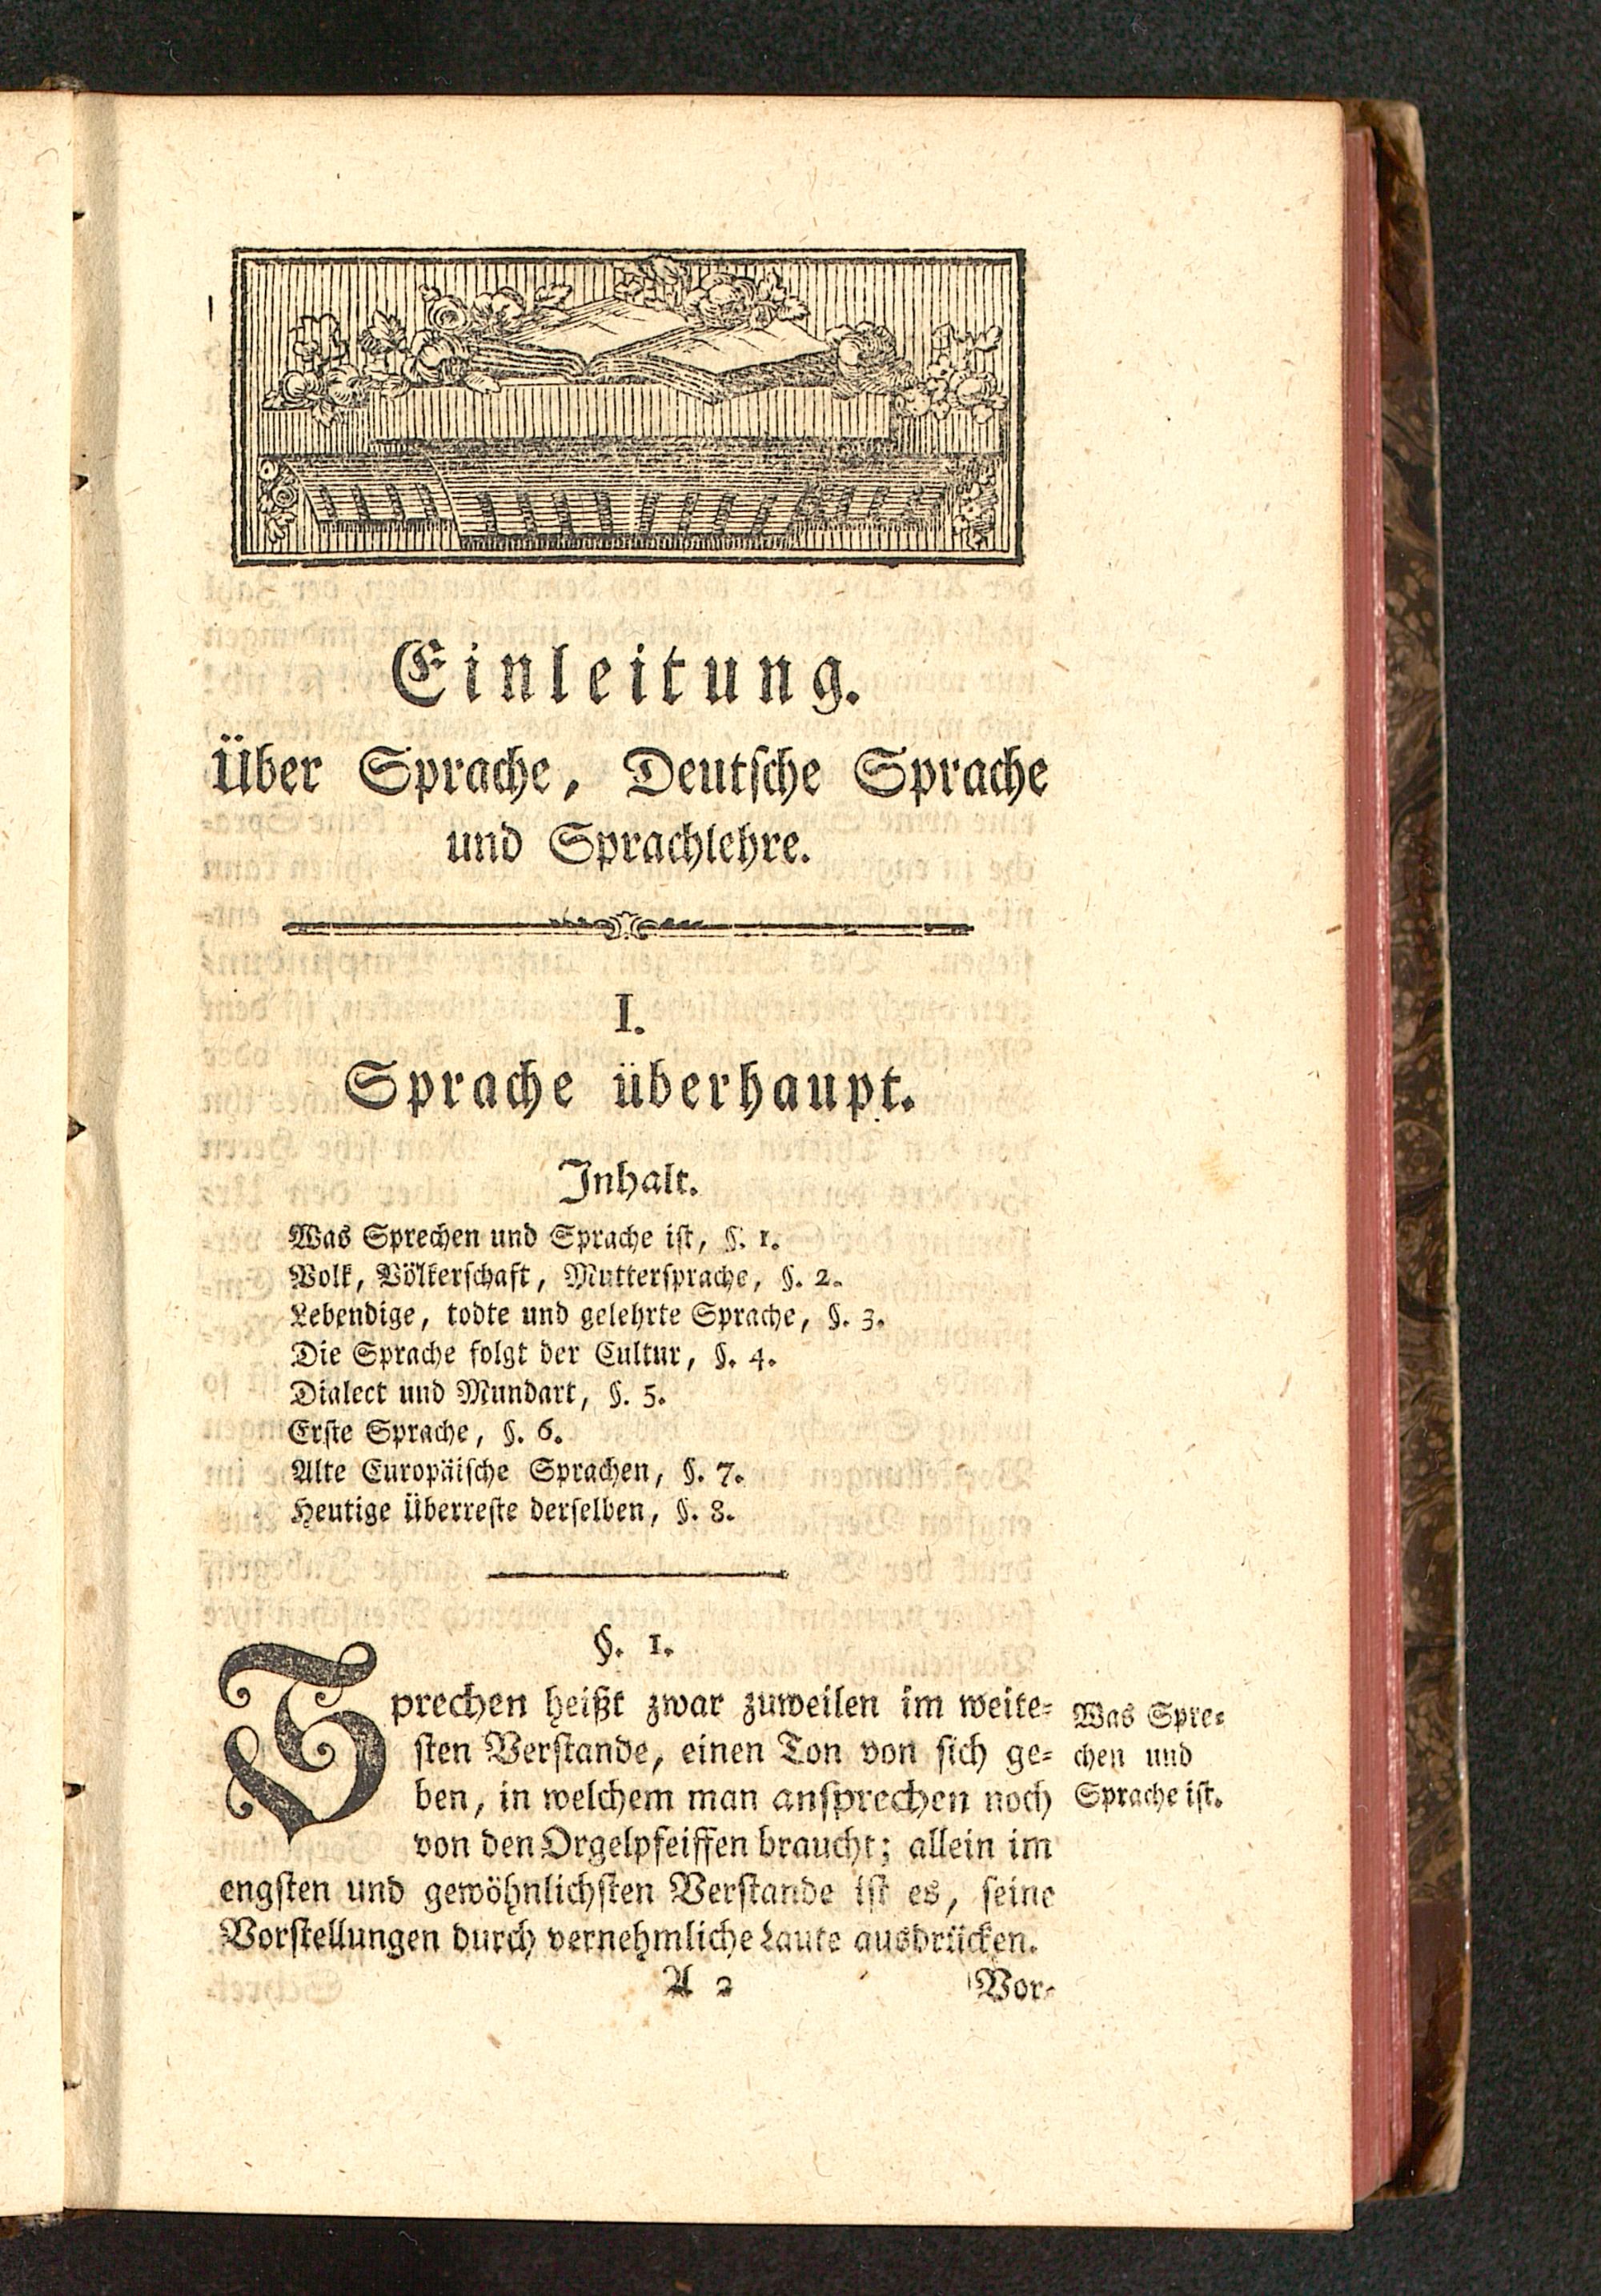 Einleitung.
Über Sprache, Deutſche Sprache
und Sprachlehre.
I.
Sprache überhaupt.
Inhalt.
Was Sprechen und Sprache iſt, §. 1.
Volk, Völkerſchaft, Mutterſprache, §. 2.
Lebendige, todte und gelehrte Sprache, §. 3.
Die Sprache folgt der Cultur, §. 4.
Dialect und Mundart, §. 5.
Erſte Sprache, §. 6.
Alte Europäiſche Sprachen, §. 7.
Heutige Überreſte derſelben, §. 8.
§. 1.
Sprechen heißt zwar zuweilen im weite-
ſten Verſtande, einen Ton von ſich ge-
ben, in welchem man anſprechen noch
von den Orgelpfeiffen braucht; allein im
engſten und gewöhnlichſten Verſtande iſt es, ſeine
Vorſtellungen durch vernehmliche Laute ausdrücken.
Was Spre-
chen und
Sprache iſt.
A 2
Vor-